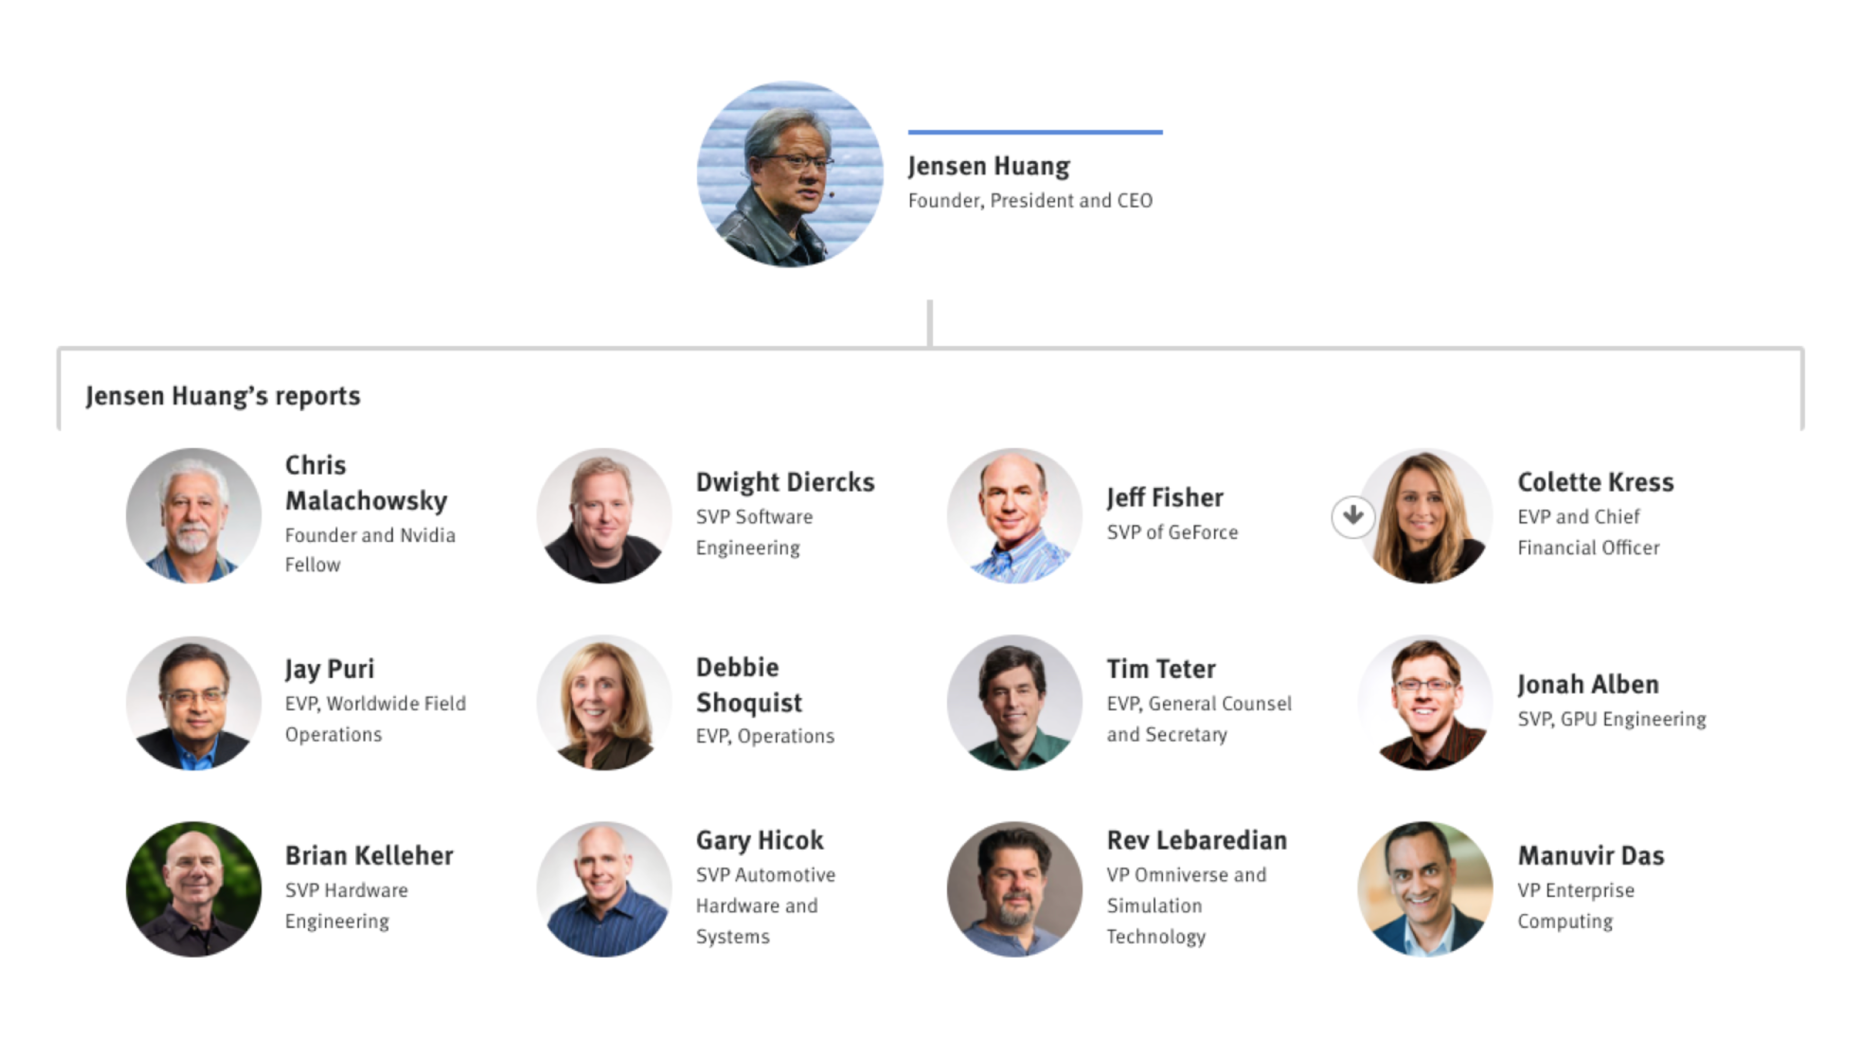 Jensen Huang
Founder, President and CEO
Jensen Huang’s reports
Chris
Malachowsky
Founder and Nvidia
Fellow
Dwight Diercks
SVP Software
Engineering
Jeff Fisher
SVP of GeForce
Colette Kress
EVP and Chief
Financial Officer
Jay Puri
EVP, Worldwide Field
Operations
Debbie
Shoquist
EVP, Operations
Tim Teter
EVP, General Counsel
and Secretary
Jonah Alben
SVP, GPU Engineering
Brian Kelleher
SVP Hardware
Engineering
Gary Hicok
SVP Automotive
Hardware and
Systems
Rev Lebaredian
VP Omniverse and
Simulation
Technology
Manuvir Das
VP Enterprise
Computing